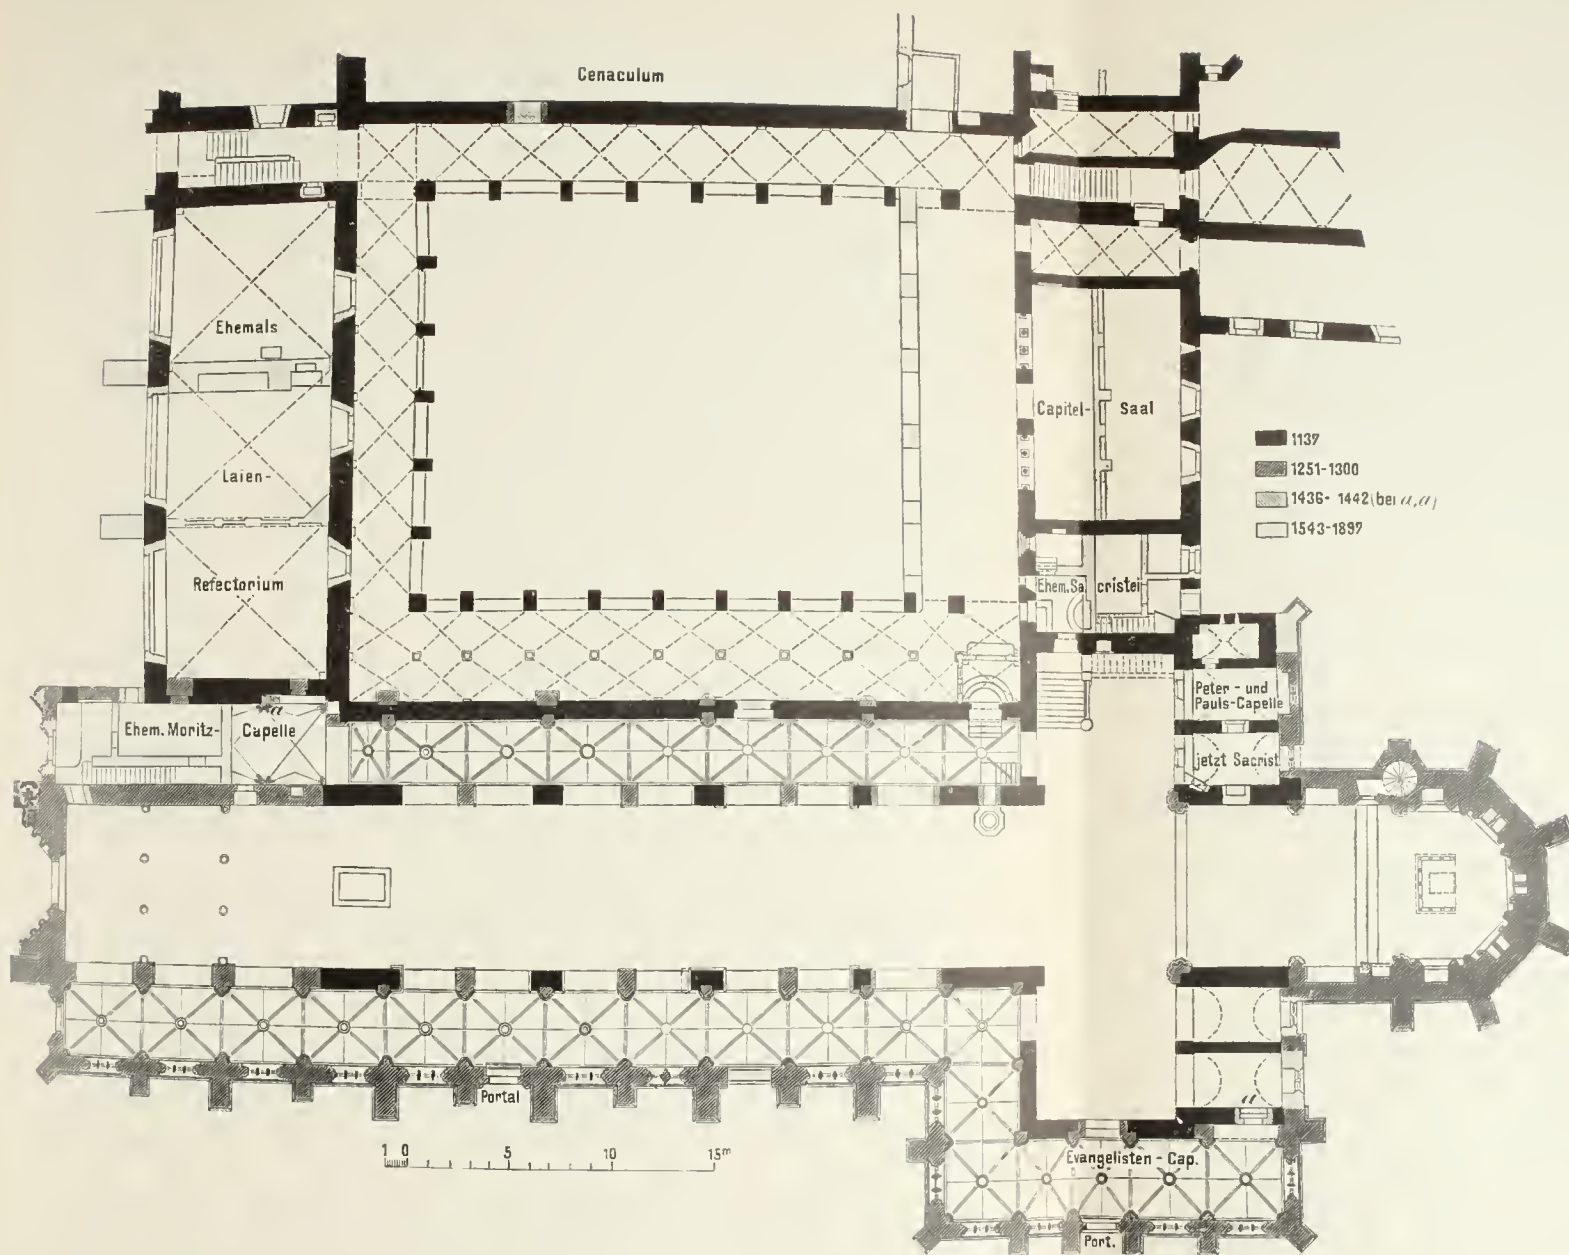 Cenaculum
Ehemals
Laien-
Refectorium
Capitel- Saal
1137
1251-1300
1436-1442 (bei a,a)
1543-1897
Ehem. Sa cristei
Peter - und
Pauls-Capelle
jetzt Sacrist.
a
Ehem. Moritz- Capelle
Portal
a
1 0 5 10 15m
Evangelisten - Cap.
Port.